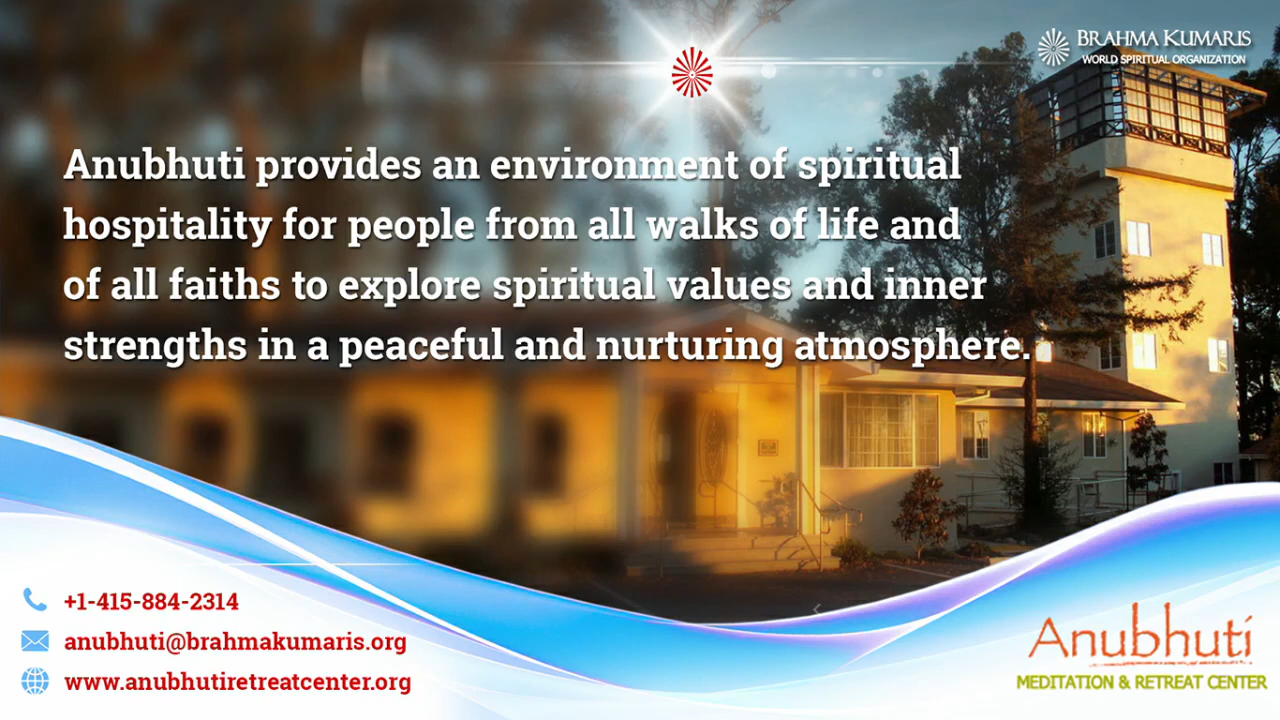 BRAHMA KUMARIS
WORLD SPIRITUAL ORGANIZATION
Anubhuti provides an environment of spiritual
hospitality for people from all walks of life and
of all faiths to explore spiritual values and inner
strengths in a peaceful and nurturing atmosphere.
+1-415-884-2314
anubhuti@brahmakumaris.org
www.anubhutiretreatcenter.org
Anubhuti
MEDITATION & RETREAT CENTER